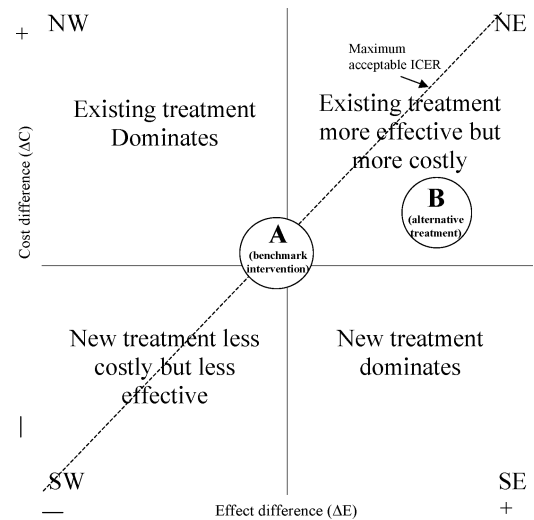 NW
NE
+
Maximum
acceptable ICER
Existing treatment
Dominates
Existing treatment
more effective but
more costly
Cost difference (ΔC)
B
(alternative
treatment)
A
(benchmark
intervention)
New treatment less
costly but less
effective
New treatment
dominates
—
SW
SE
—
Effect difference (ΔE)
+